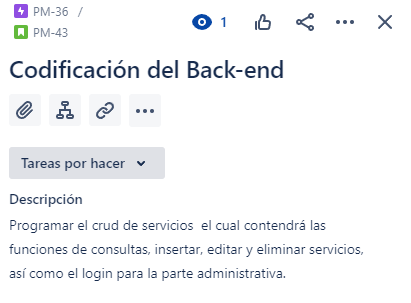 PM-36 /
PM-43
1
Codificación del Back-end
Tareas por hacer
Descripción
Programar el crud de servicios el cual contendrá las
funciones de consultas, insertar, editar y eliminar servicios,
así como el login para la parte administrativa.